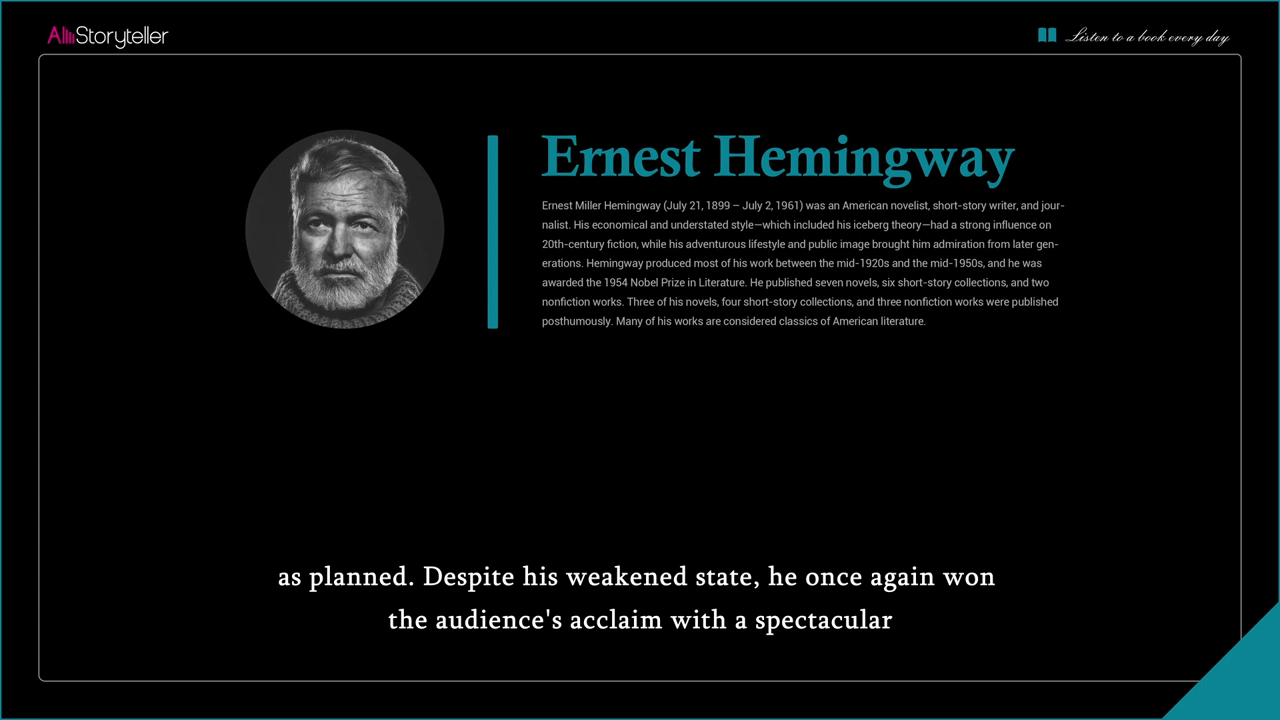 AllStoryteller
Listen to a book every day
Ernest Hemingway
Ernest Miller Hemingway (July 21, 1899 – July 2, 1961) was an American novelist, short-story writer, and jour-
nalist. His economical and understated style—which included his iceberg theory—had a strong influence on
20th-century fiction, while his adventurous lifestyle and public image brought him admiration from later gen-
erations. Hemingway produced most of his work between the mid-1920s and the mid-1950s, and he was
awarded the 1954 Nobel Prize in Literature. He published seven novels, six short-story collections, and two
nonfiction works. Three of his novels, four short-story collections, and three nonfiction works were published
posthumously. Many of his works are considered classics of American literature.
as planned. Despite his weakened state, he once again won
the audience's acclaim with a spectacular